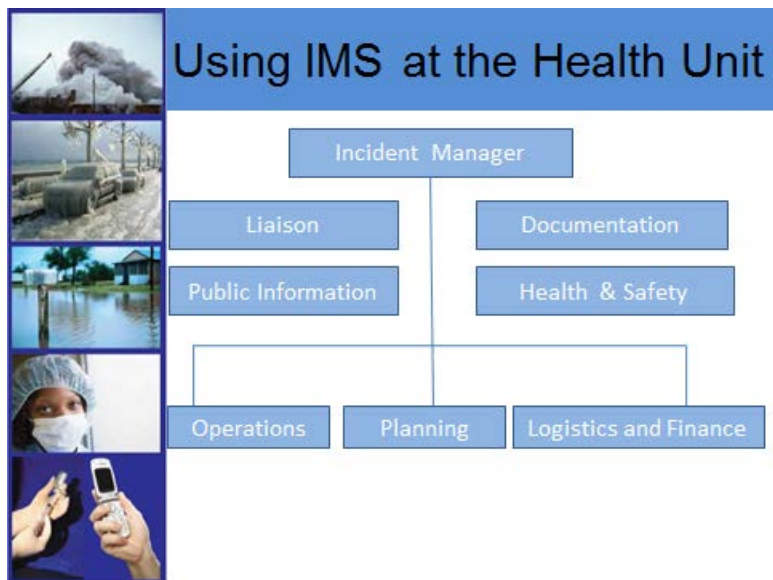 Using IMS at the Health Unit
Incident Manager
Liaison
Documentation
Public Information
Health & Safety
Operations
Planning
Logistics and Finance